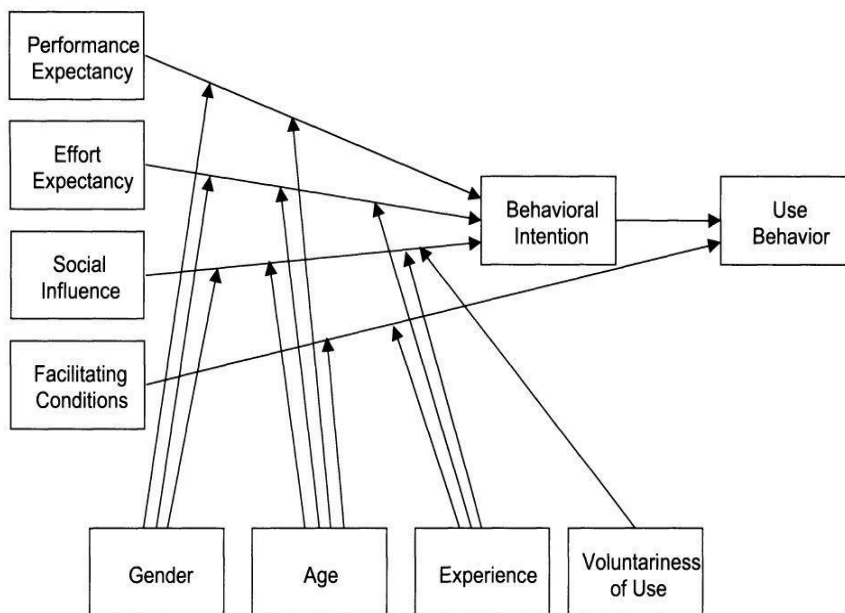 Performance
Expectancy
Effort
Expectancy
Social
Influence
Facilitating
Conditions
Behavioral
Intention
Use
Behavior
Gender
Age
Experience
Voluntariness
of Use